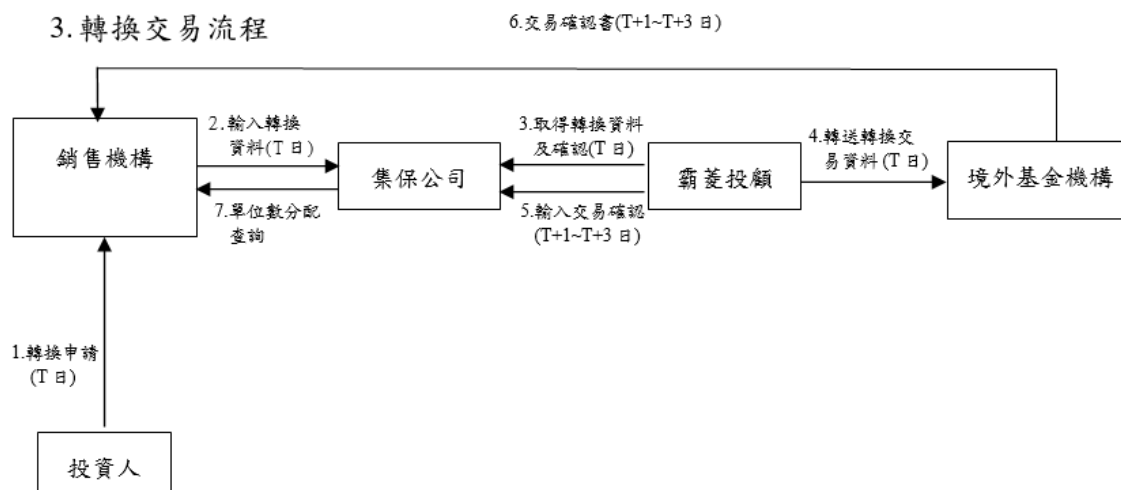 3.轉換交易流程
6.交易確認書(T+1~T+3 日)
銷售機構
2.輸入轉換
資料(T 日)
集保公司
3.取得轉換資料
及確認(T 日)
霸菱投顧
4.轉送轉換交
易資料 (T 日)
境外基金機構
7.單位數分配
查詢
5.輸入交易確認
(T+1~T+3 日)
1.轉換申請
(T 日)
投資人